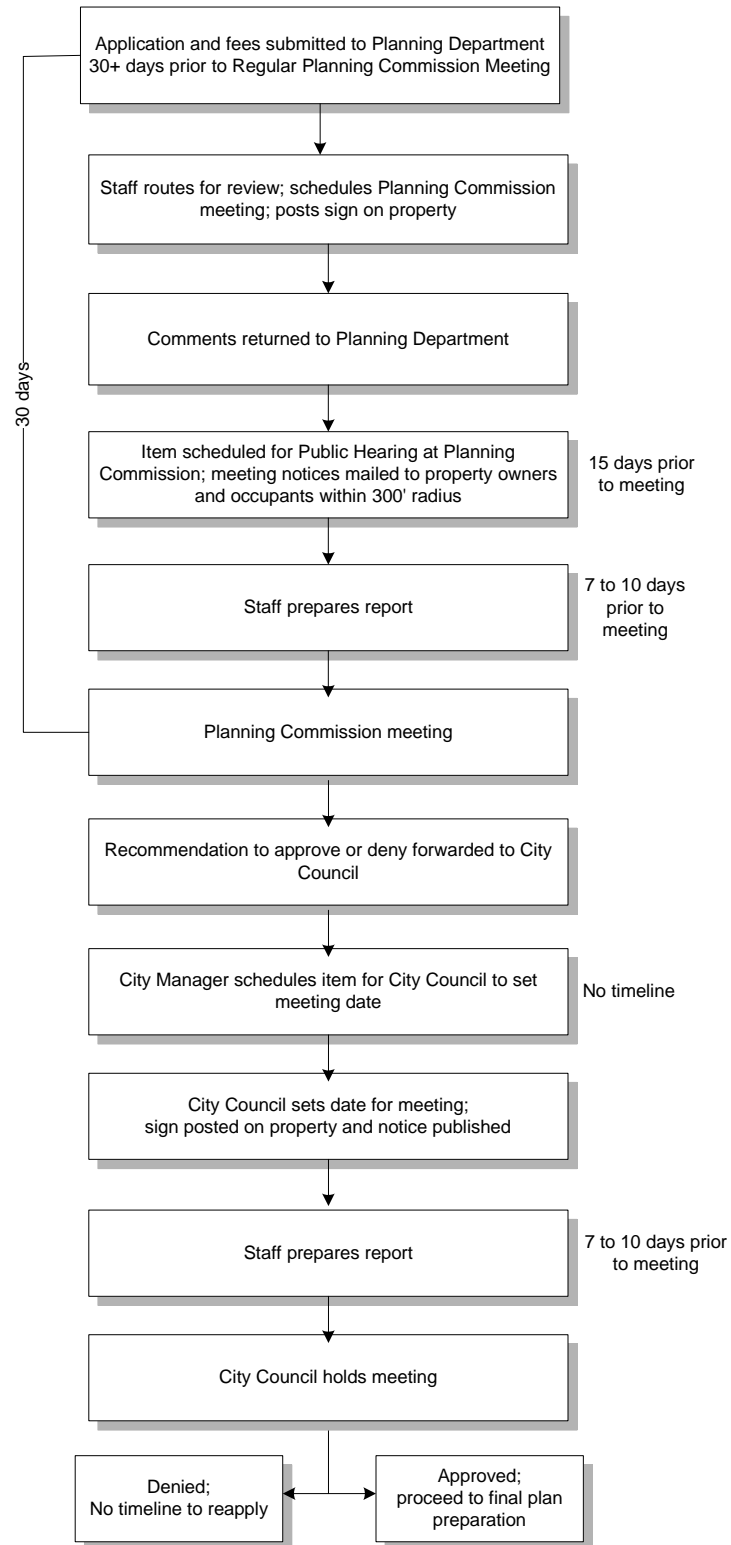 Application and fees submitted to Planning Department
30+ days prior to Regular Planning Commission Meeting
Staff routes for review; schedules Planning Commission
meeting; posts sign on property
Comments returned to Planning Department
30 days
Item scheduled for Public Hearing at Planning
Commission; meeting notices mailed to property owners
and occupants within 300' radius
15 days prior
to meeting
Staff prepares report
7 to 10 days
prior to
meeting
Planning Commission meeting
Recommendation to approve or deny forwarded to City
Council
City Manager schedules item for City Council to set
meeting date
No timeline
City Council sets date for meeting;
sign posted on property and notice published
Staff prepares report
7 to 10 days prior
to meeting
City Council holds meeting
Denied;
No timeline to reapply
Approved;
proceed to final plan
preparation